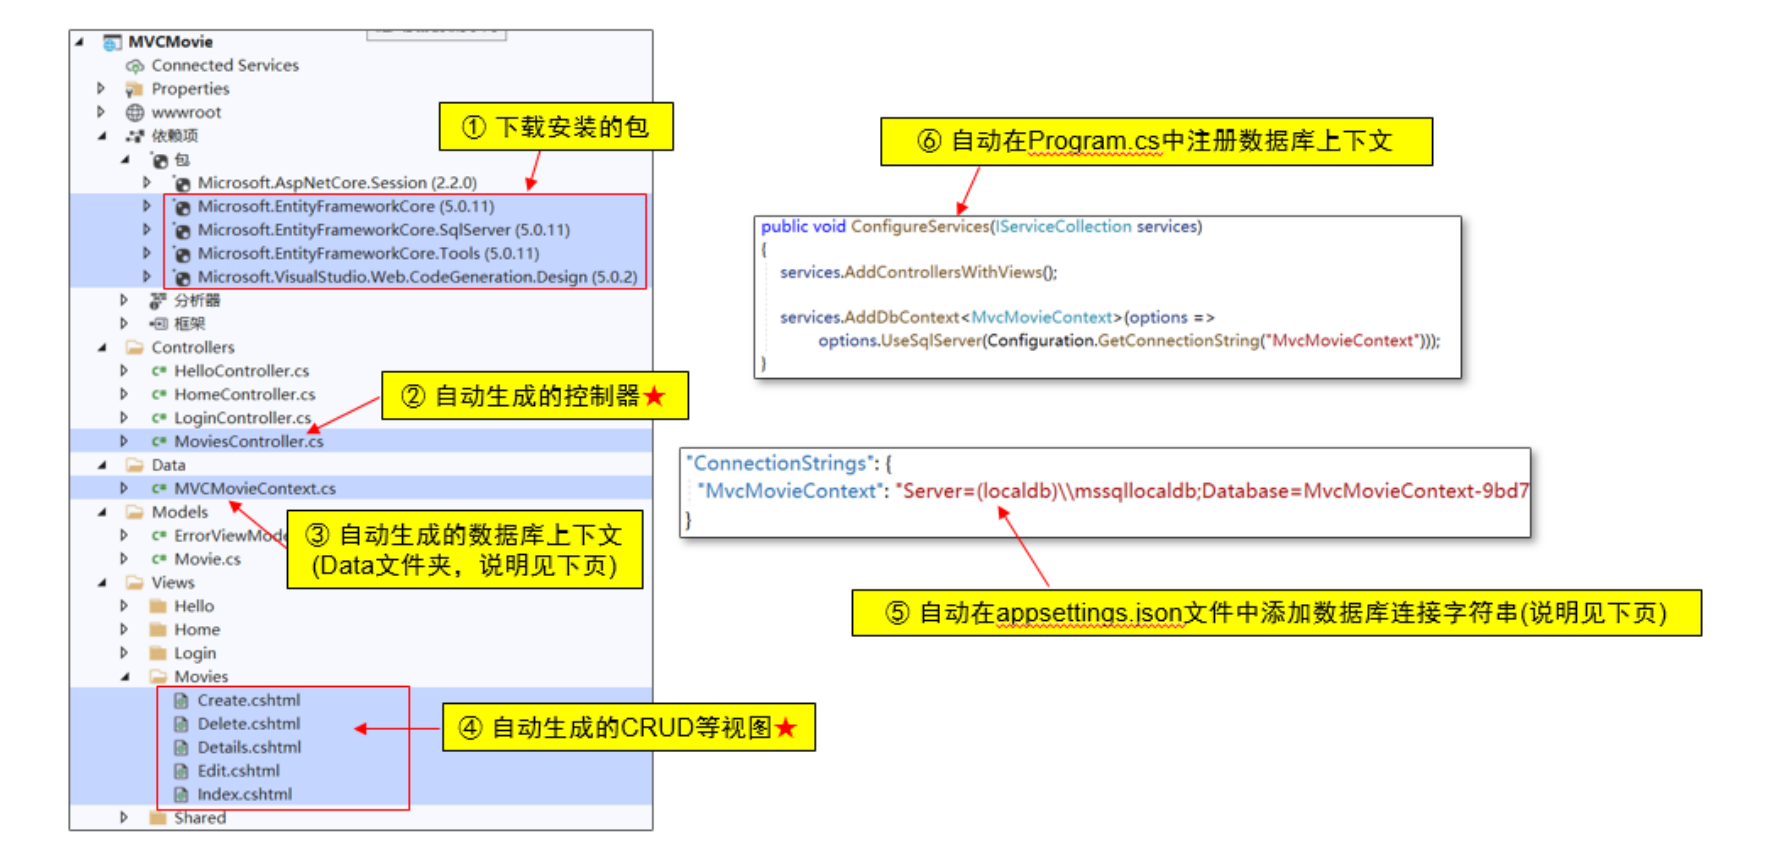 MVCMovie
Connected Services
Properties
wwwroot
依赖项
包
Microsoft.AspNetCore.Session (2.2.0)
Microsoft.EntityFrameworkCore (5.0.11)
Microsoft.EntityFrameworkCore.SqlServer (5.0.11)
Microsoft.EntityFrameworkCore.Tools (5.0.11)
Microsoft.VisualStudio.Web.CodeGeneration.Design (5.0.2)
分析器
框架
Controllers
C# HelloController.cs
C# HomeController.cs
C# LoginController.cs
C# MoviesController.cs
Data
C# MVCMovieContext.cs
Models
C# ErrorViewMode
C# Movie.cs
Views
Hello
Home
Login
Movies
Create.cshtml
Delete.cshtml
Details.cshtml
Edit.cshtml
Index.cshtml
Shared
① 下载安装的包
② 自动生成的控制器★
③ 自动生成的数据库上下文
(Data文件夹，说明见下页)
④ 自动生成的CRUD等视图★
⑥ 自动在Program.cs中注册数据库上下文
public void ConfigureServices(IServiceCollection services)
{
services.AddControllersWithViews();
services.AddDbContext<MvcMovieContext>(options =>
options.UseSqlServer(Configuration.GetConnectionString("MvcMovieContext")));
}
"ConnectionStrings": {
"MvcMovieContext": "Server=(localdb)\\mssqllocaldb;Database=MvcMovieContext-9bd7
}
⑤ 自动在appsettings.json文件中添加数据库连接字符串(说明见下页)